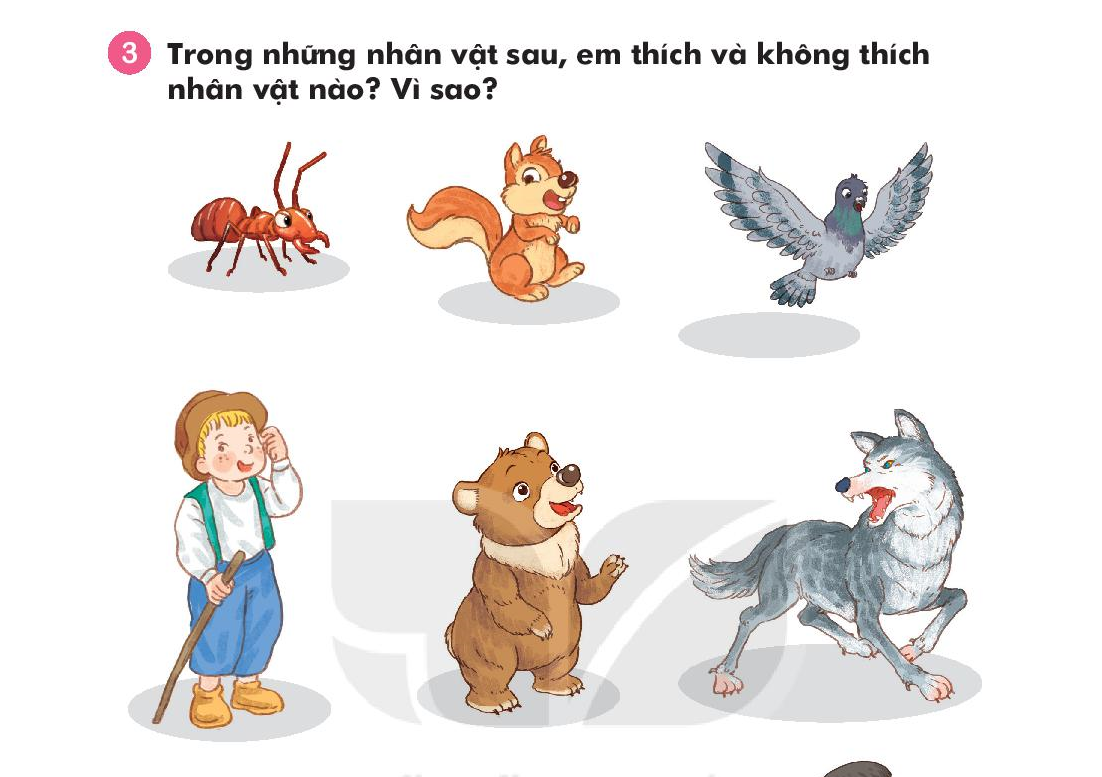 3 Trong những nhân vật sau, em thích và không thích
nhân vật nào? Vì sao?